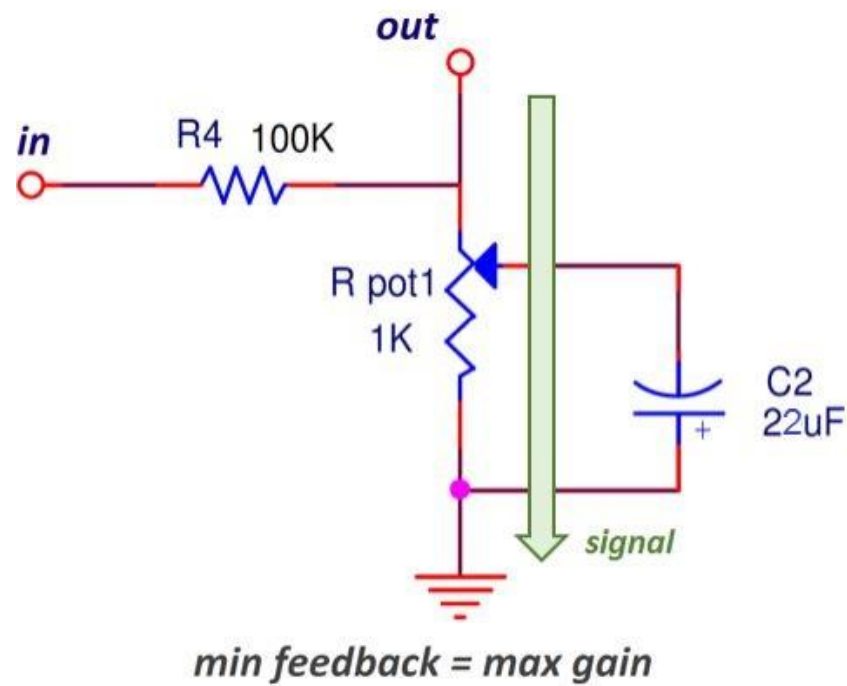 out
in
R4 100K
R pot1
1K
C2
22uF
+
signal
min feedback = max gain